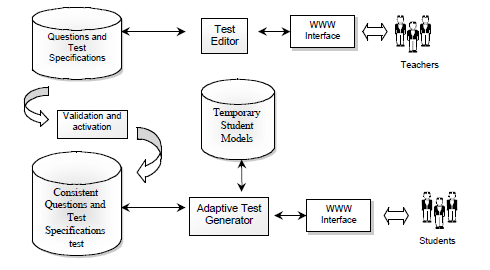 Questions and
Test
Specifications
Test
Editor
WWW
Interface
Teachers
Validation and
activation
Temporary
Student
Models
Consistent
Questions and
Test
Specifications
test
Adaptive Test
Generator
WWW
Interface
Students